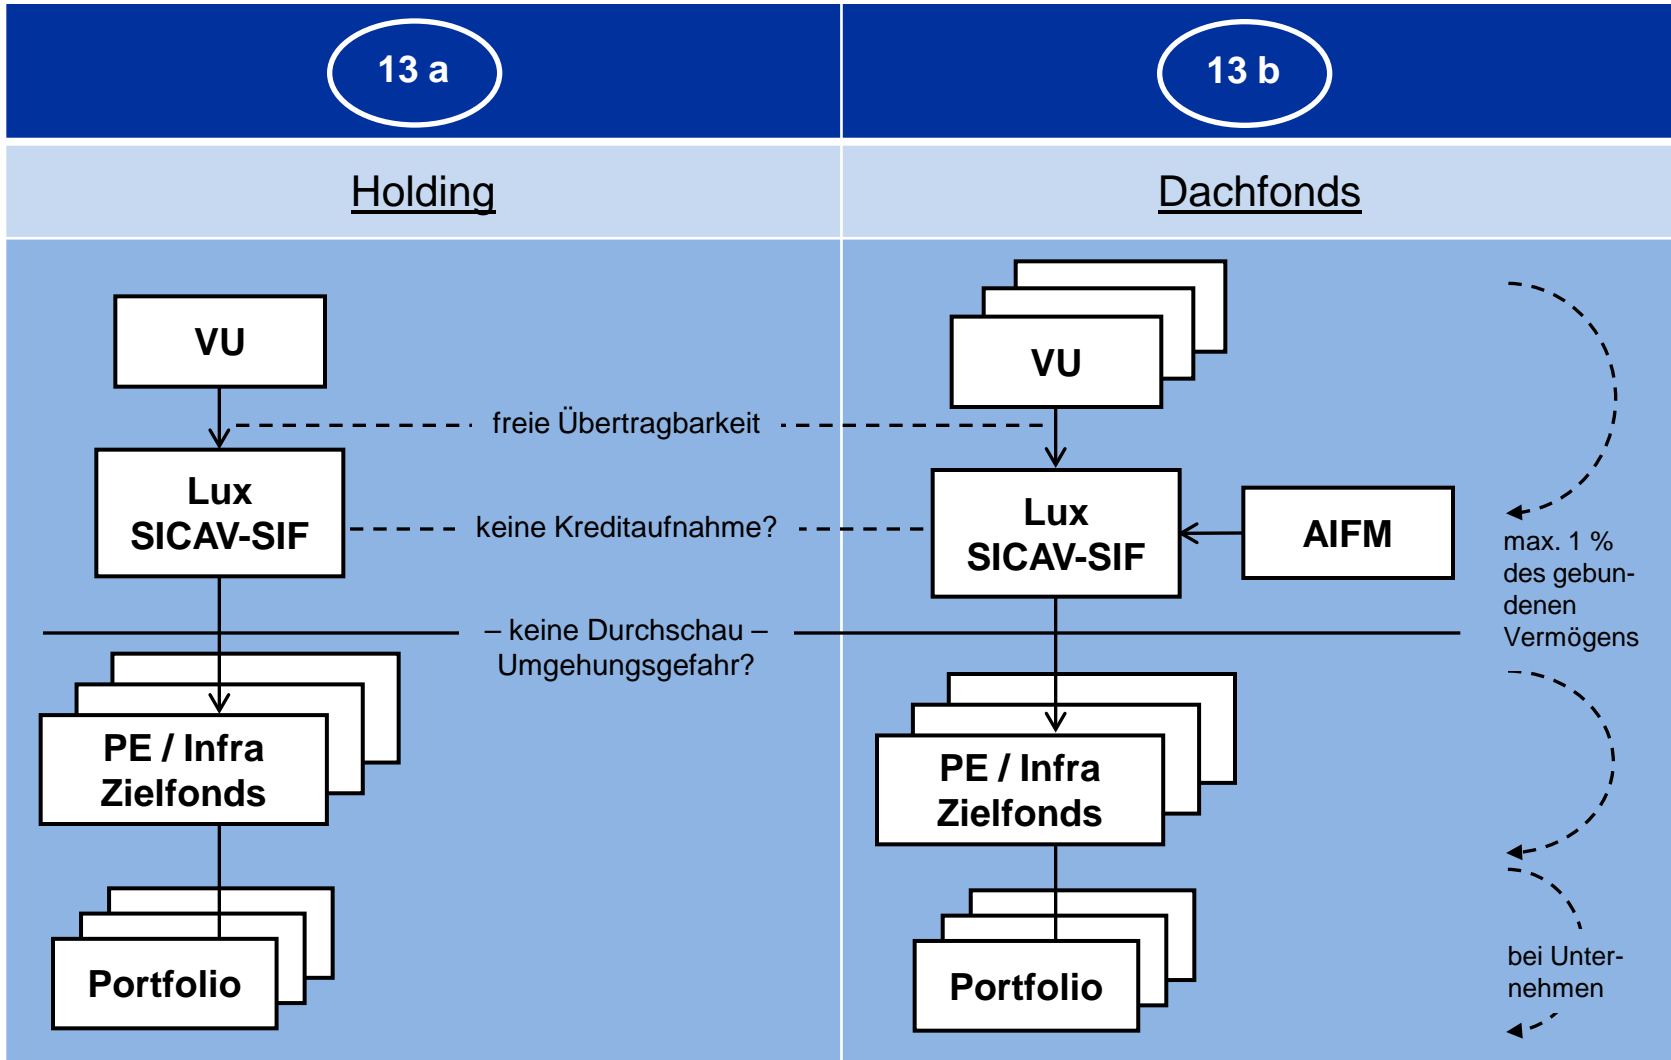 13 a
13 b
Holding
Dachfonds
VU
VU
freie Übertragbarkeit
Lux
SICAV-SIF
keine Kreditaufnahme?
Lux
SICAV-SIF
AIFM
max. 1 %
des gebun-
denen
Vermögens
– keine Durchschau –
Umgehungsgefahr?
PE / Infra
Zielfonds
PE / Infra
Zielfonds
Portfolio
Portfolio
bei Unter-
nehmen